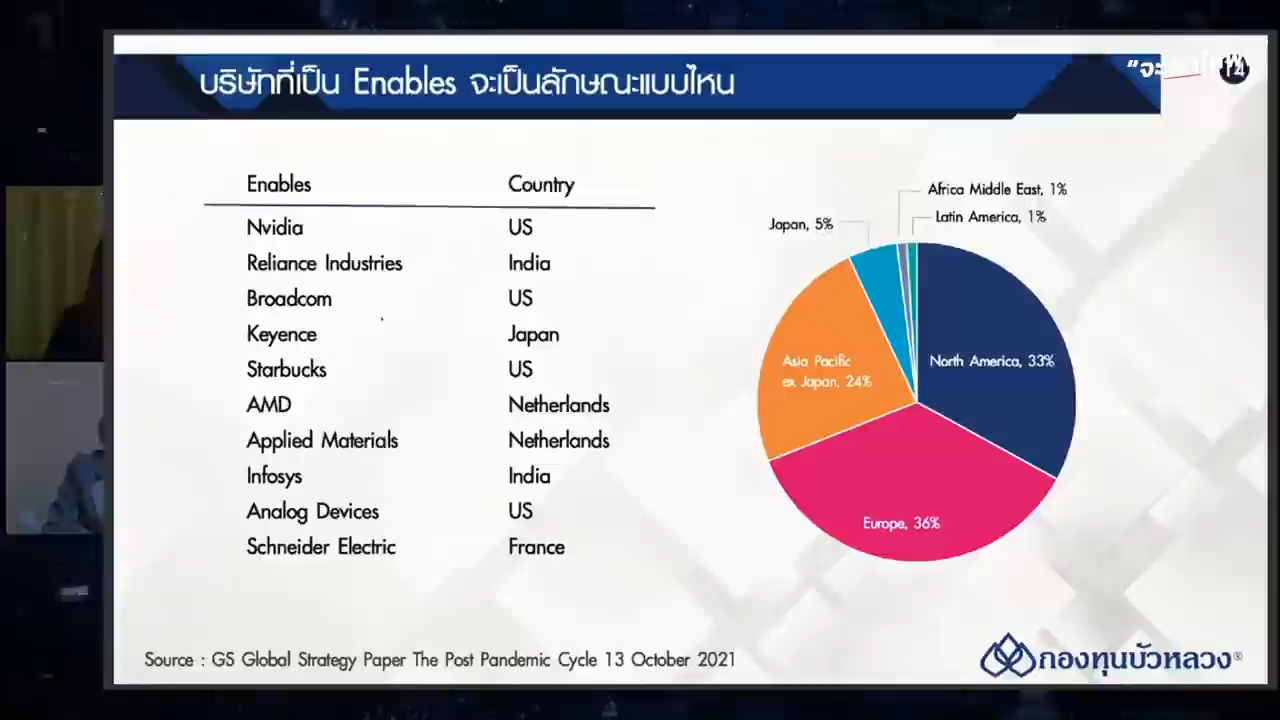 บริษัทที่เป็น Enables จะเป็นลักษณะแบบไหน
14
Enables Country
Nvidia US
Reliance Industries India
Broadcom US
Keyence Japan
Starbucks US
AMD Netherlands
Applied Materials Netherlands
Infosys India
Analog Devices US
Schneider Electric France
Africa Middle East, 1%
Latin America, 1%
Japan, 5%
North America, 33%
Asia Pacific
ex Japan, 24%
Europe, 36%
Source : GS Global Strategy Paper The Post Pandemic Cycle 13 October 2021
กองทุนบัวหลวง®